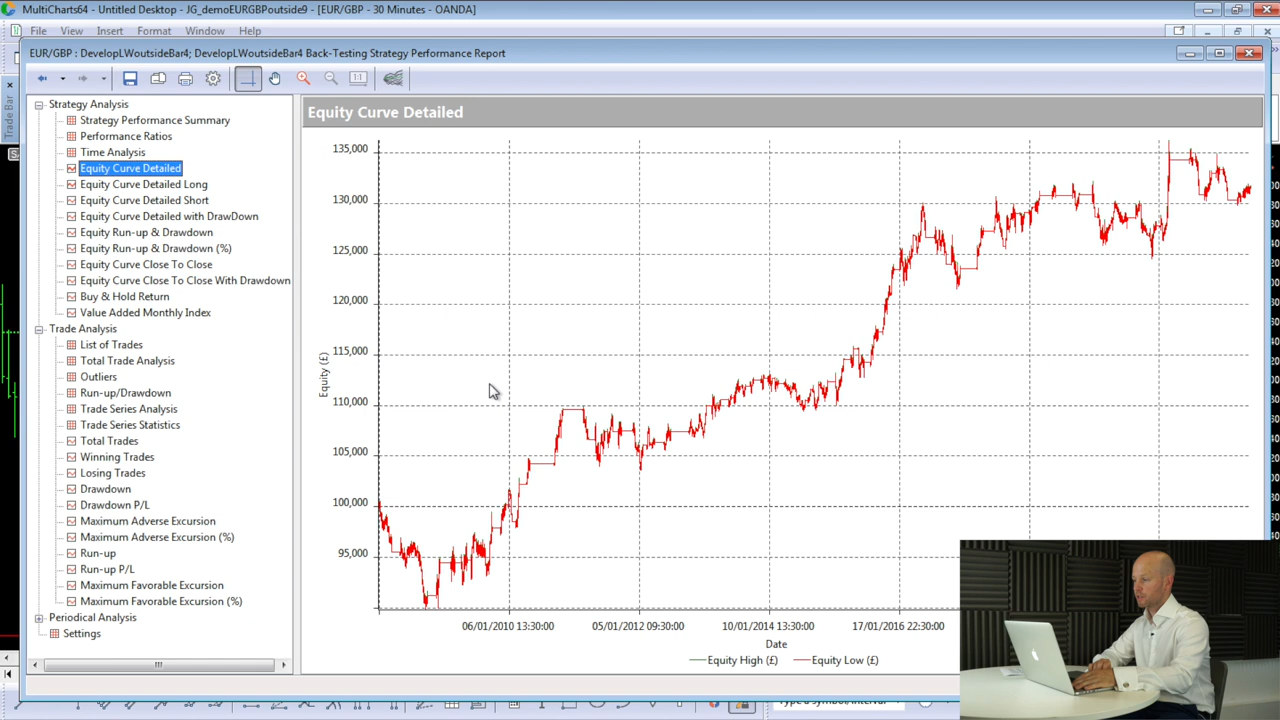 MultiCharts64 - Untitled Desktop - JG_demoEURGBPoutside9 - [EUR/GBP - 30 Minutes - OANDA]
File View Insert Format Window Help
EUR/GBP : DevelopLWoutsideBar4; DevelopLWoutsideBar4 Back-Testing Strategy Performance Report
1:1
Trade Bar
Strategy Analysis
Strategy Performance Summary
Performance Ratios
Time Analysis
Equity Curve Detailed
Equity Curve Detailed Long
Equity Curve Detailed Short
Equity Curve Detailed with DrawDown
Equity Run-up & Drawdown
Equity Run-up & Drawdown (%)
Equity Curve Close To Close
Equity Curve Close To Close With Drawdown
Buy & Hold Return
Value Added Monthly Index
Trade Analysis
List of Trades
Total Trade Analysis
Outliers
Run-up/Drawdown
Trade Series Analysis
Trade Series Statistics
Total Trades
Winning Trades
Losing Trades
Drawdown
Drawdown P/L
Maximum Adverse Excursion
Maximum Adverse Excursion (%)
Run-up
Run-up P/L
Maximum Favorable Excursion
Maximum Favorable Excursion (%)
Periodical Analysis
Settings
Equity Curve Detailed
135,000
130,000
125,000
120,000
115,000
110,000
105,000
100,000
95,000
Equity (£)
06/01/2010 13:30:00 05/01/2012 09:30:00 10/01/2014 13:30:00 17/01/2016 22:30:00
Date
Equity High (£) Equity Low (£)